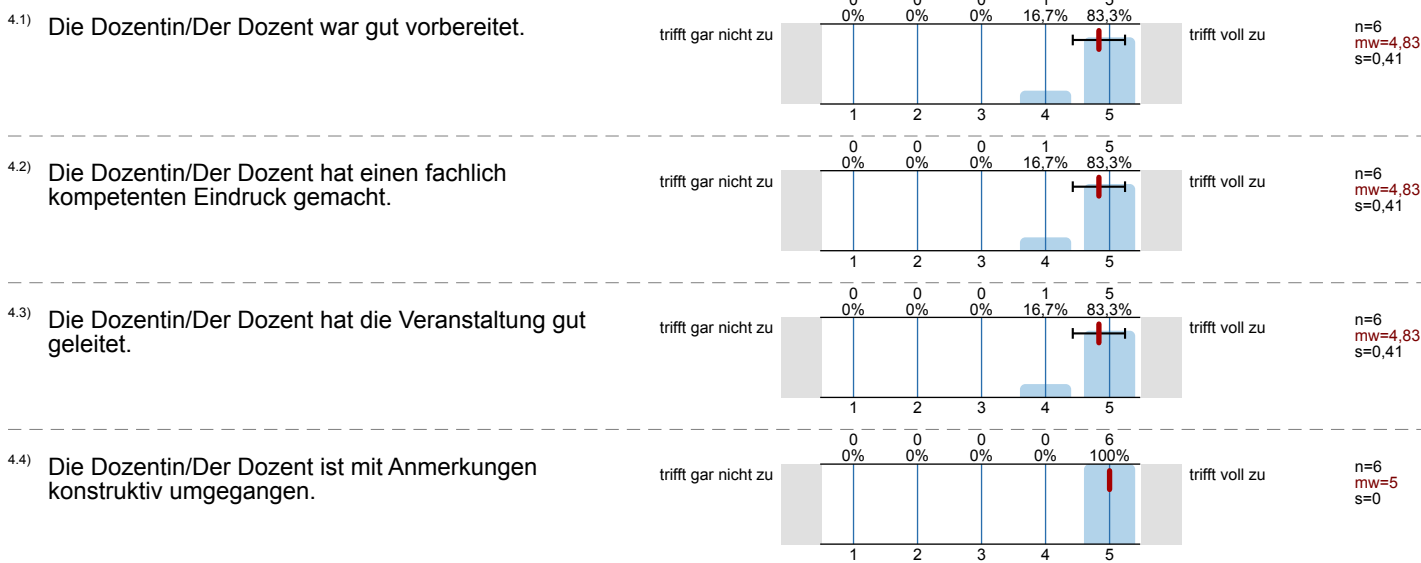 0 0 0 1 5
0% 0% 0% 16,7% 83,3%
4.1) Die Dozentin/Der Dozent war gut vorbereitet.
trifft gar nicht zu
trifft voll zu
n=6
mw=4,83
s=0,41
1 2 3 4 5
0 0 0 1 5
0% 0% 0% 16,7% 83,3%
4.2) Die Dozentin/Der Dozent hat einen fachlich
kompetenten Eindruck gemacht.
trifft gar nicht zu
trifft voll zu
n=6
mw=4,83
s=0,41
1 2 3 4 5
0 0 0 1 5
0% 0% 0% 16,7% 83,3%
4.3) Die Dozentin/Der Dozent hat die Veranstaltung gut
geleitet.
trifft gar nicht zu
trifft voll zu
n=6
mw=4,83
s=0,41
1 2 3 4 5
0 0 0 0 6
0% 0% 0% 0% 100%
4.4) Die Dozentin/Der Dozent ist mit Anmerkungen
konstruktiv umgegangen.
trifft gar nicht zu
trifft voll zu
n=6
mw=5
s=0
1 2 3 4 5